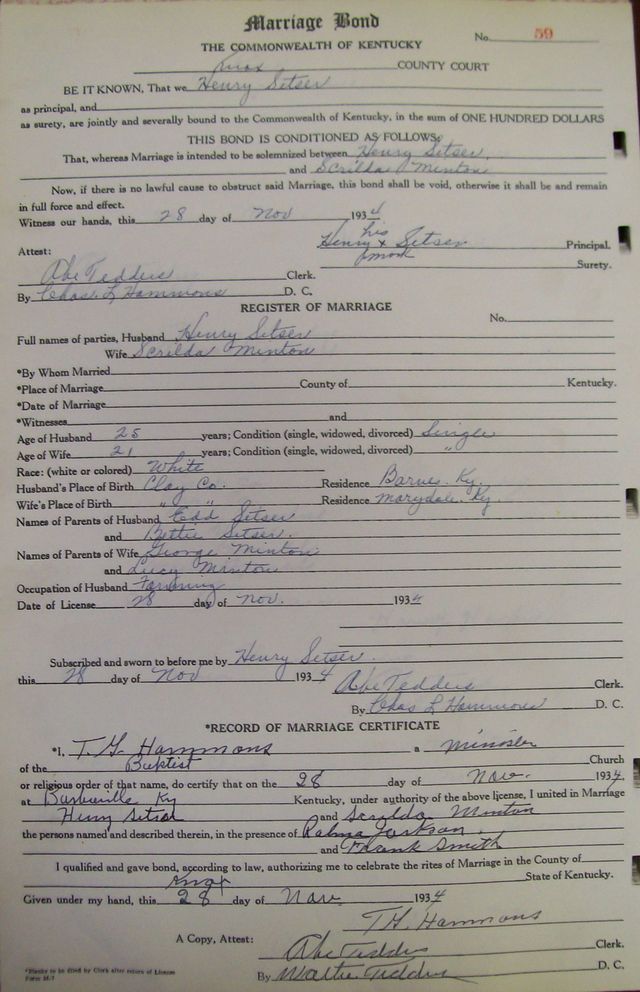 Marriage Bond
No. 59
THE COMMONWEALTH OF KENTUCKY
Knox COUNTY COURT
BE IT KNOWN, That we Henry Setser
as principal, and
as surety, are jointly and severally bound to the Commonwealth of Kentucky, in the sum of ONE HUNDRED DOLLARS
THIS BOND IS CONDITIONED AS FOLLOWS:
That, whereas Marriage is intended to be solemnized between Henry Setser,
and Scrilda Minton
Now, if there is no lawful cause to obstruct said Marriage, this bond shall be void, otherwise it shall be and remain
in full force and effect.
Witness our hands, this 28 day of Nov 1934
his
Henry x Setser Principal.
mark
Attest: Surety.
Abe Tedders Clerk.
By Chas. L Hammons D. C.
REGISTER OF MARRIAGE
No.
Full names of parties, Husband Henry Setser
Wife Scrilda Minton
*By Whom Married
*Place of Marriage County of Kentucky.
*Date of Marriage
*Witnesses and
Age of Husband 25 years; Condition (single, widowed, divorced) Single
Age of Wife 21 years; Condition (single, widowed, divorced) "
Race: (white or colored) White
Husband's Place of Birth Clay Co. Residence Barnes, Ky.
Wife's Place of Birth " " Residence Marydale, Ky.
Names of Parents of Husband Edd Setser
and Bettie Setser.
Names of Parents of Wife George Minton
and Lucy Minton
Occupation of Husband Farming
Date of License 28 day of Nov. 1934
Subscribed and sworn to before me by Henry Setser.
this 28 day of Nov 1934
Abe Tedders Clerk.
By Chas L Hammons D. C.
*RECORD OF MARRIAGE CERTIFICATE
*I, T. G. Hammons a minister
of the Baptist Church
or religious order of that name, do certify that on the 28 day of Nov. 1934
at Barbourville Ky Kentucky, under authority of the above license, I united in Marriage
Henry Setser and Scrilda Minton
the persons named and described therein, in the presence of Jackson.
and Frank Smith
I qualified and gave bond, according to law, authorizing me to celebrate the rites of Marriage in the County of
Knox State of Kentucky.
Given under my hand, this 28 day of Nov. 1934
T. G. Hammons
A Copy, Attest: Abe Tedders Clerk.
By Walter Tedders D. C.
*Blanks to be filled by Clerk after return of License